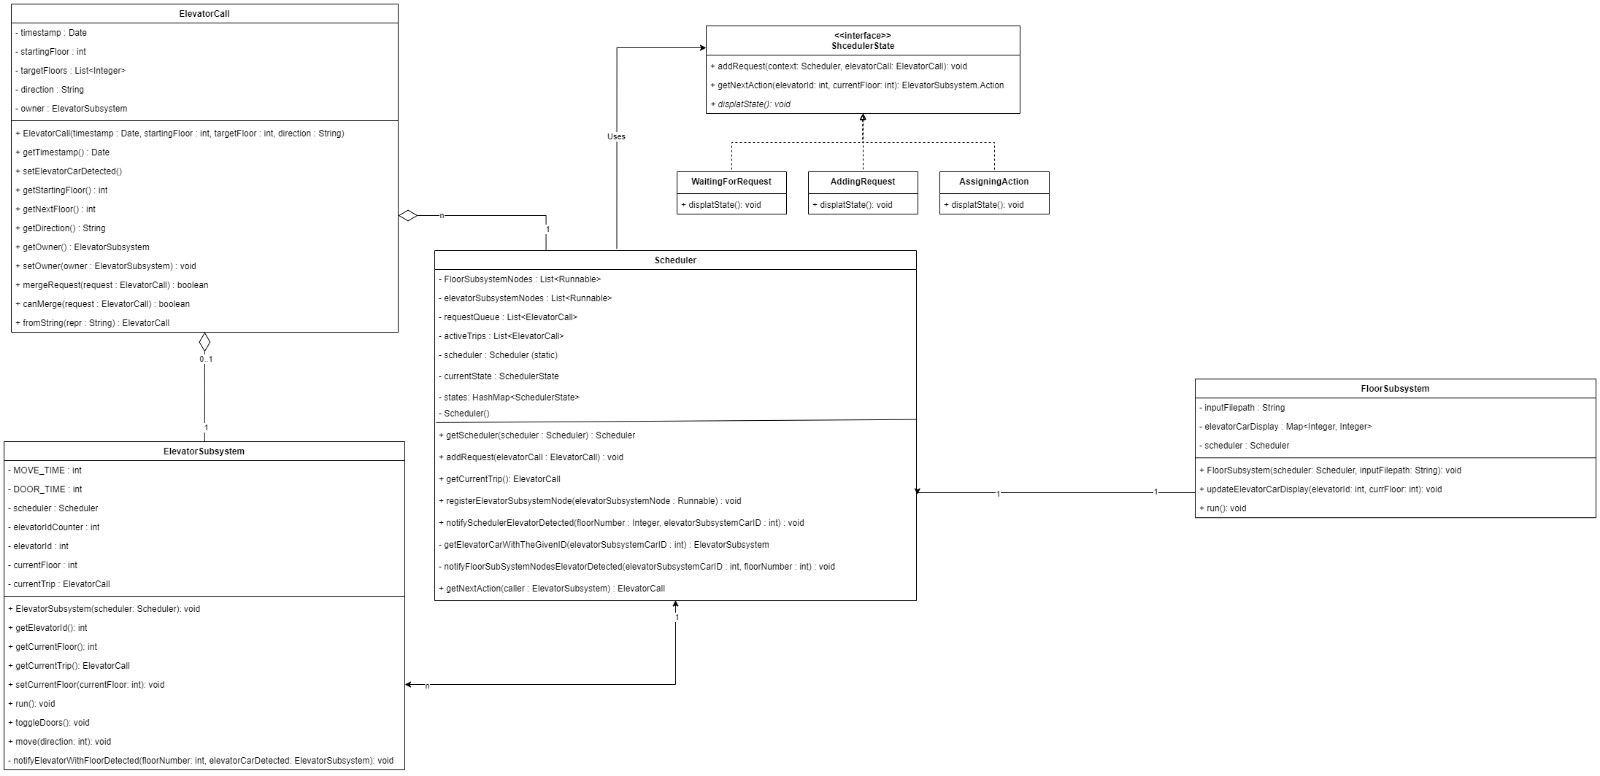 ElevatorCall
- timestamp : Date
- startingFloor : int
- targetFloors : List<Integer>
- direction : String
- owner : ElevatorSubsystem
+ ElevatorCall(timestamp : Date, startingFloor : int, targetFloor : int, direction : String)
+ getTimestamp() : Date
+ setElevatorCarDetected()
+ getStartingFloor() : int
+ getNextFloor() : int
+ getDirection() : String
+ getOwner() : ElevatorSubsystem
+ setOwner(owner : ElevatorSubsystem) : void
+ mergeRequest(request : ElevatorCall) : boolean
+ canMerge(request : ElevatorCall) : boolean
+ fromString(repr : String) : ElevatorCall
<<interface>>
ShcedulerState
+ addRequest(context: Scheduler, elevatorCall: ElevatorCall): void
+ getNextAction(elevatorId: int, currentFloor: int): ElevatorSubsystem.Action
+ displatState(): void
Uses
WaitingForRequest
+ displatState(): void
AddingRequest
+ displatState(): void
AssigningAction
+ displatState(): void
n
1
Scheduler
- FloorSubsystemNodes : List<Runnable>
- elevatorSubsystemNodes : List<Runnable>
- requestQueue : List<ElevatorCall>
- activeTrips : List<ElevatorCall>
- scheduler : Scheduler (static)
- currentState : SchedulerState
- states: HashMap<SchedulerState>
- Scheduler()
+ getScheduler(scheduler : Scheduler) : Scheduler
+ addRequest(elevatorCall : ElevatorCall) : void
+ getCurrentTrip(): ElevatorCall
+ registerElevatorSubsystemNode(elevatorSubsystemNode : Runnable) : void
+ notifySchedulerElevatorDetected(floorNumber : Integer, elevatorSubsystemCarID : int) : void
- getElevatorCarWithTheGivenID(elevatorSubsystemCarID : int) : ElevatorSubsystem
- notifyFloorSubSystemNodesElevatorDetected(elevatorSubsystemCarID : int, floorNumber : int) : void
+ getNextAction(caller : ElevatorSubsystem) : ElevatorCall
0..1
1
ElevatorSubsystem
- MOVE_TIME : int
- DOOR_TIME : int
- scheduler : Scheduler
- elevatorIdCounter : int
- elevatorId : int
- currentFloor : int
- currentTrip : ElevatorCall
+ ElevatorSubsystem(scheduler: Scheduler): void
+ getElevatorId(): int
+ getCurrentFloor(): int
+ getCurrentTrip(): ElevatorCall
+ setCurrentFloor(currentFloor: int): void
+ run(): void
+ toggleDoors(): void
+ move(direction: int): void
- notifyElevatorWithFloorDetected(floorNumber: int, elevatorCarDetected: ElevatorSubsystem): void
1
n
1
1
FloorSubsystem
- inputFilepath : String
- elevatorCarDisplay : Map<Integer, Integer>
- scheduler : Scheduler
+ FloorSubsystem(scheduler: Scheduler, inputFilepath: String): void
+ updateElevatorCarDisplay(elevatorId: int, currFloor: int): void
+ run(): void